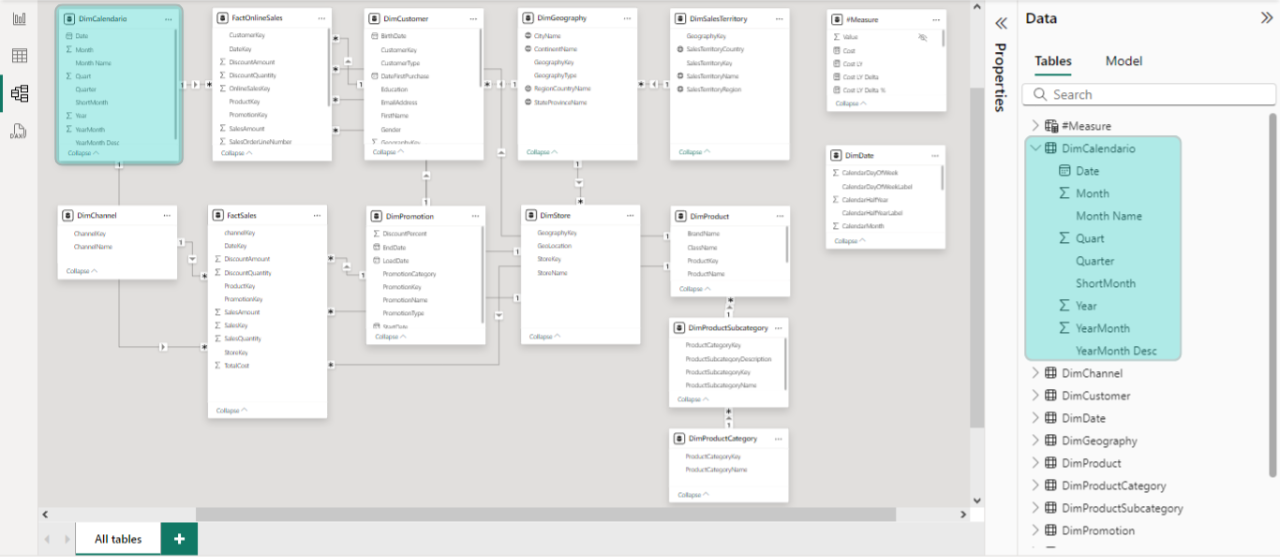 DimCalendario
Date
Month
Month Name
Quart
Quarter
ShortMonth
Year
YearMonth
YearMonth Desc
Collapse
FactOnlineSales
CustomerKey
DateKey
DiscountAmount
DiscountQuantity
OnlineSalesKey
ProductKey
PromotionKey
SalesAmount
SalesOrderLineNumber
Collapse
DimCustomer
BirthDate
CustomerKey
CustomerType
DateFirstPurchase
Education
EmailAddress
FirstName
Gender
GeographyKey
Collapse
DimGeography
CityName
ContinentName
GeographyKey
GeographyType
RegionCountryName
StateProvinceName
Collapse
DimSalesTerritory
GeographyKey
SalesTerritoryCountry
SalesTerritoryKey
SalesTerritoryName
SalesTerritoryRegion
Collapse
#Measure
Value
Cost
Cost LY
Cost LY Delta
Cost LY Delta %
Collapse
DimDate
CalendarDayOfWeek
CalendarDayOfWeekLabel
CalendarHalfYear
CalendarHalfYearLabel
CalendarMonth
Collapse
DimChannel
ChannelKey
ChannelName
Collapse
FactSales
channelKey
DateKey
DiscountAmount
DiscountQuantity
ProductKey
PromotionKey
SalesAmount
SalesKey
SalesQuantity
StoreKey
TotalCost
Collapse
DimPromotion
DiscountPercent
EndDate
LoadDate
PromotionCategory
PromotionKey
PromotionName
PromotionType
StartDate
Collapse
DimStore
GeographyKey
GeoLocation
StoreKey
StoreName
Collapse
DimProduct
BrandName
ClassName
ProductKey
ProductName
Collapse
DimProductSubcategory
ProductCategoryKey
ProductSubcategoryDescription
ProductSubcategoryKey
ProductSubcategoryName
Collapse
DimProductCategory
ProductCategoryKey
ProductCategoryName
Collapse
All tables
Properties
Data
Tables Model
Search
#Measure
DimCalendario
Date
Month
Month Name
Quart
Quarter
ShortMonth
Year
YearMonth
YearMonth Desc
DimChannel
DimCustomer
DimDate
DimGeography
DimProduct
DimProductCategory
DimProductSubcategory
DimPromotion